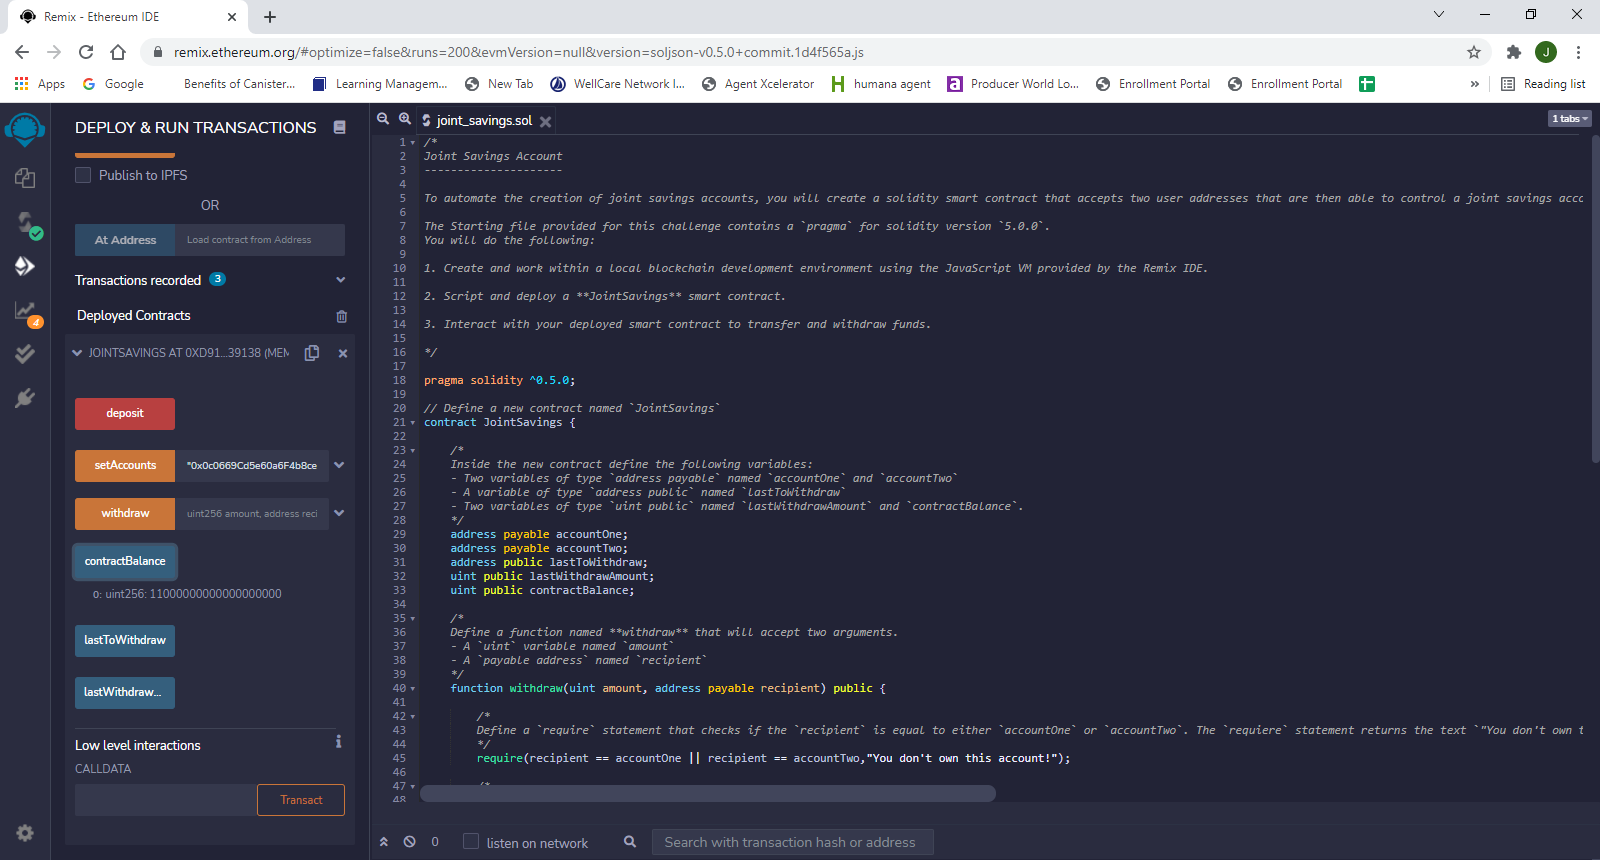 Remix - Ethereum IDE
remix.ethereum.org/#optimize=false&runs=200&evmVersion=null&version=soljson-v0.5.0+commit.1d4f565a.js
J
Apps
Google
Benefits of Canister...
Learning Managem...
New Tab
WellCare Network I...
Agent Xcelerator
humana agent
Producer World Lo...
Enrollment Portal
Enrollment Portal
»
Reading list
DEPLOY & RUN TRANSACTIONS
Publish to IPFS
OR
At Address
Load contract from Address
Transactions recorded 3
Deployed Contracts
JOINTSAVINGS AT 0XD91...39138 (MEM
deposit
setAccounts
"0x0c0669Cd5e60a6F4b8ce
withdraw
uint256 amount, address reci
contractBalance
0: uint256: 11000000000000000000
lastToWithdraw
lastWithdraw...
Low level interactions
CALLDATA
Transact
4
joint_savings.sol
1 tabs
1 /*
2 Joint Savings Account
3 ---------------------
4
5 To automate the creation of joint savings accounts, you will create a solidity smart contract that accepts two user addresses that are then able to control a joint savings acco
6
7 The Starting file provided for this challenge contains a `pragma` for solidity version `5.0.0`.
8 You will do the following:
9
10 1. Create and work within a local blockchain development environment using the JavaScript VM provided by the Remix IDE.
11
12 2. Script and deploy a **JointSavings** smart contract.
13
14 3. Interact with your deployed smart contract to transfer and withdraw funds.
15
16 */
17
18 pragma solidity ^0.5.0;
19
20 // Define a new contract named `JointSavings`
21 contract JointSavings {
22
23 /*
24 Inside the new contract define the following variables:
25 - Two variables of type `address payable` named `accountOne` and `accountTwo`
26 - A variable of type `address public` named `lastToWithdraw`
27 - Two variables of type `uint public` named `lastWithdrawAmount` and `contractBalance`.
28 */
29 address payable accountOne;
30 address payable accountTwo;
31 address public lastToWithdraw;
32 uint public lastWithdrawAmount;
33 uint public contractBalance;
34
35 /*
36 Define a function named **withdraw** that will accept two arguments.
37 - A `uint` variable named `amount`
38 - A `payable address` named `recipient`
39 */
40 function withdraw(uint amount, address payable recipient) public {
41
42 /*
43 Define a `require` statement that checks if the `recipient` is equal to either `accountOne` or `accountTwo`. The `requiere` statement returns the text `"You don't own t
44 */
45 require(recipient == accountOne || recipient == accountTwo,"You don't own this account!");
46
47 /*
48
0
listen on network
Search with transaction hash or address